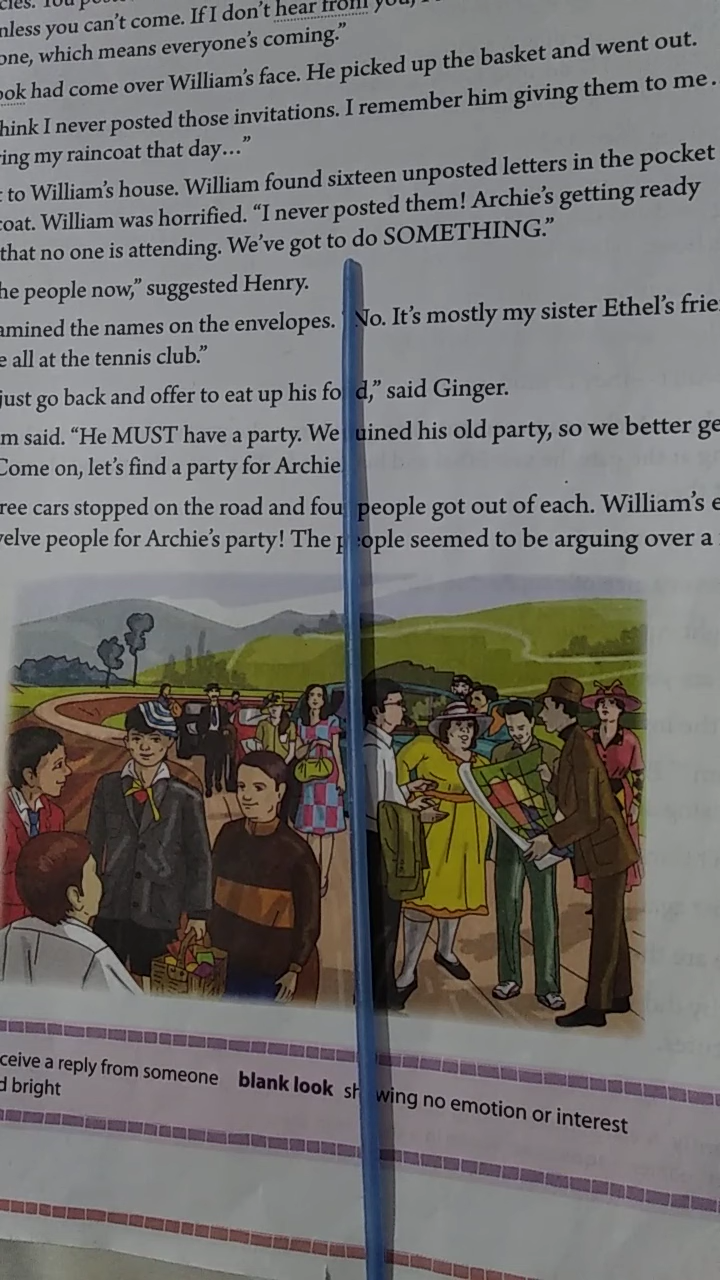 hear from you,
nless you can't come. If I don't
one, which means everyone's coming."
ook had come over William's face. He picked up the basket and went out.
hink I never posted those invitations. I remember him giving them to me.
ing my raincoat that day…"
to William's house. William found sixteen unposted letters in the pocket
coat. William was horrified. "I never posted them! Archie's getting ready
that no one is attending. We've got to do SOMETHING."
he people now," suggested Henry.
amined the names on the envelopes. No. It's mostly my sister Ethel's frie
e all at the tennis club."
just go back and offer to eat up his fo d," said Ginger.
m said. "He MUST have a party. We uined his old party, so we better ge
Come on, let's find a party for Archie
ree cars stopped on the road and fou people got out of each. William's e
elve people for Archie's party! The p ople seemed to be arguing over a
ceive a reply from someone blank look sh wing no emotion or interest
d bright